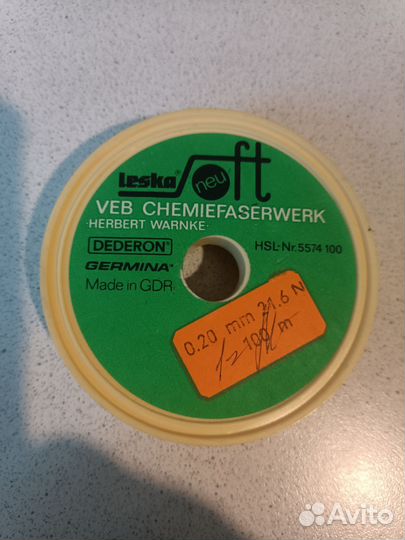 Leska Soft
neu
VEB CHEMIEFASERWERK
·HERBERT WARNKE·
DEDERON® HSL-Nr. 5574 100
GERMINA®
Made in GDR·
0.20 mm 21.6 N
100 m
Avito